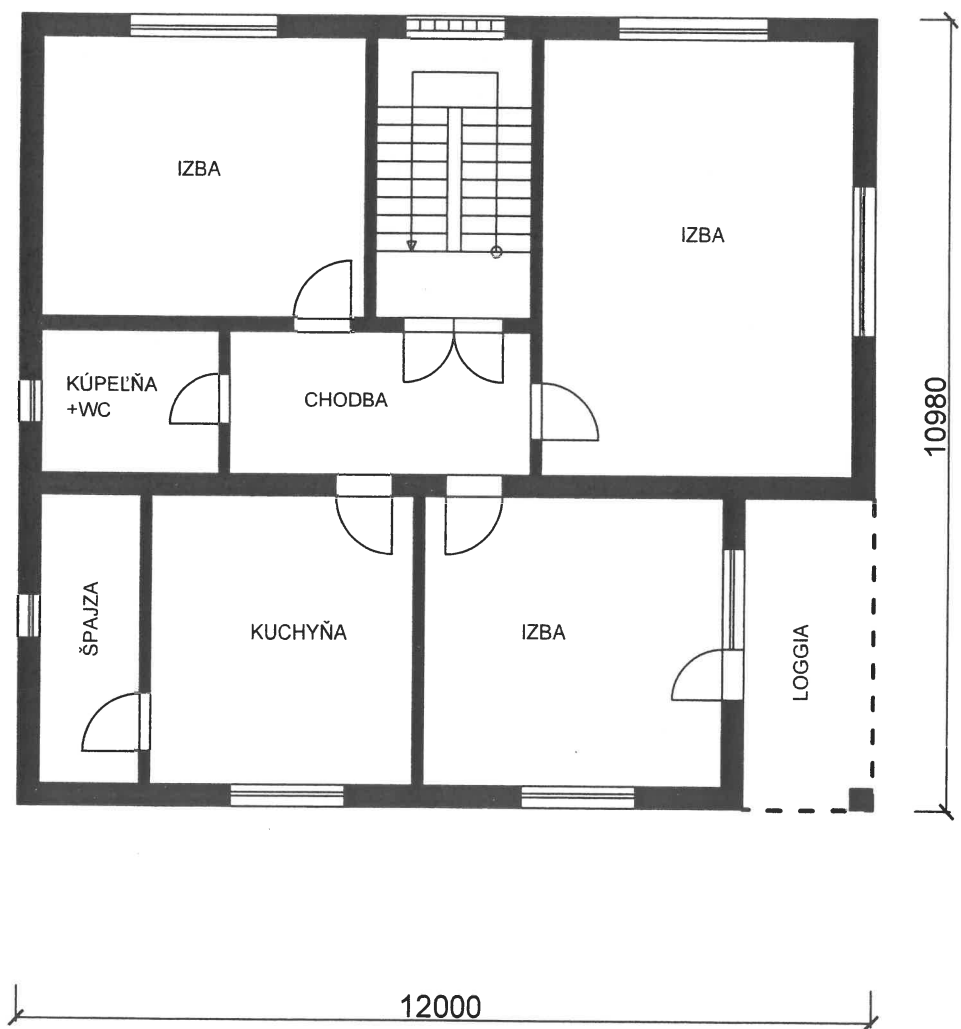 IZBA
IZBA
KÚPEĽŇA
+WC
CHODBA
10980
ŠPAJZA
KUCHYŇA
IZBA
LOGGIA
12000